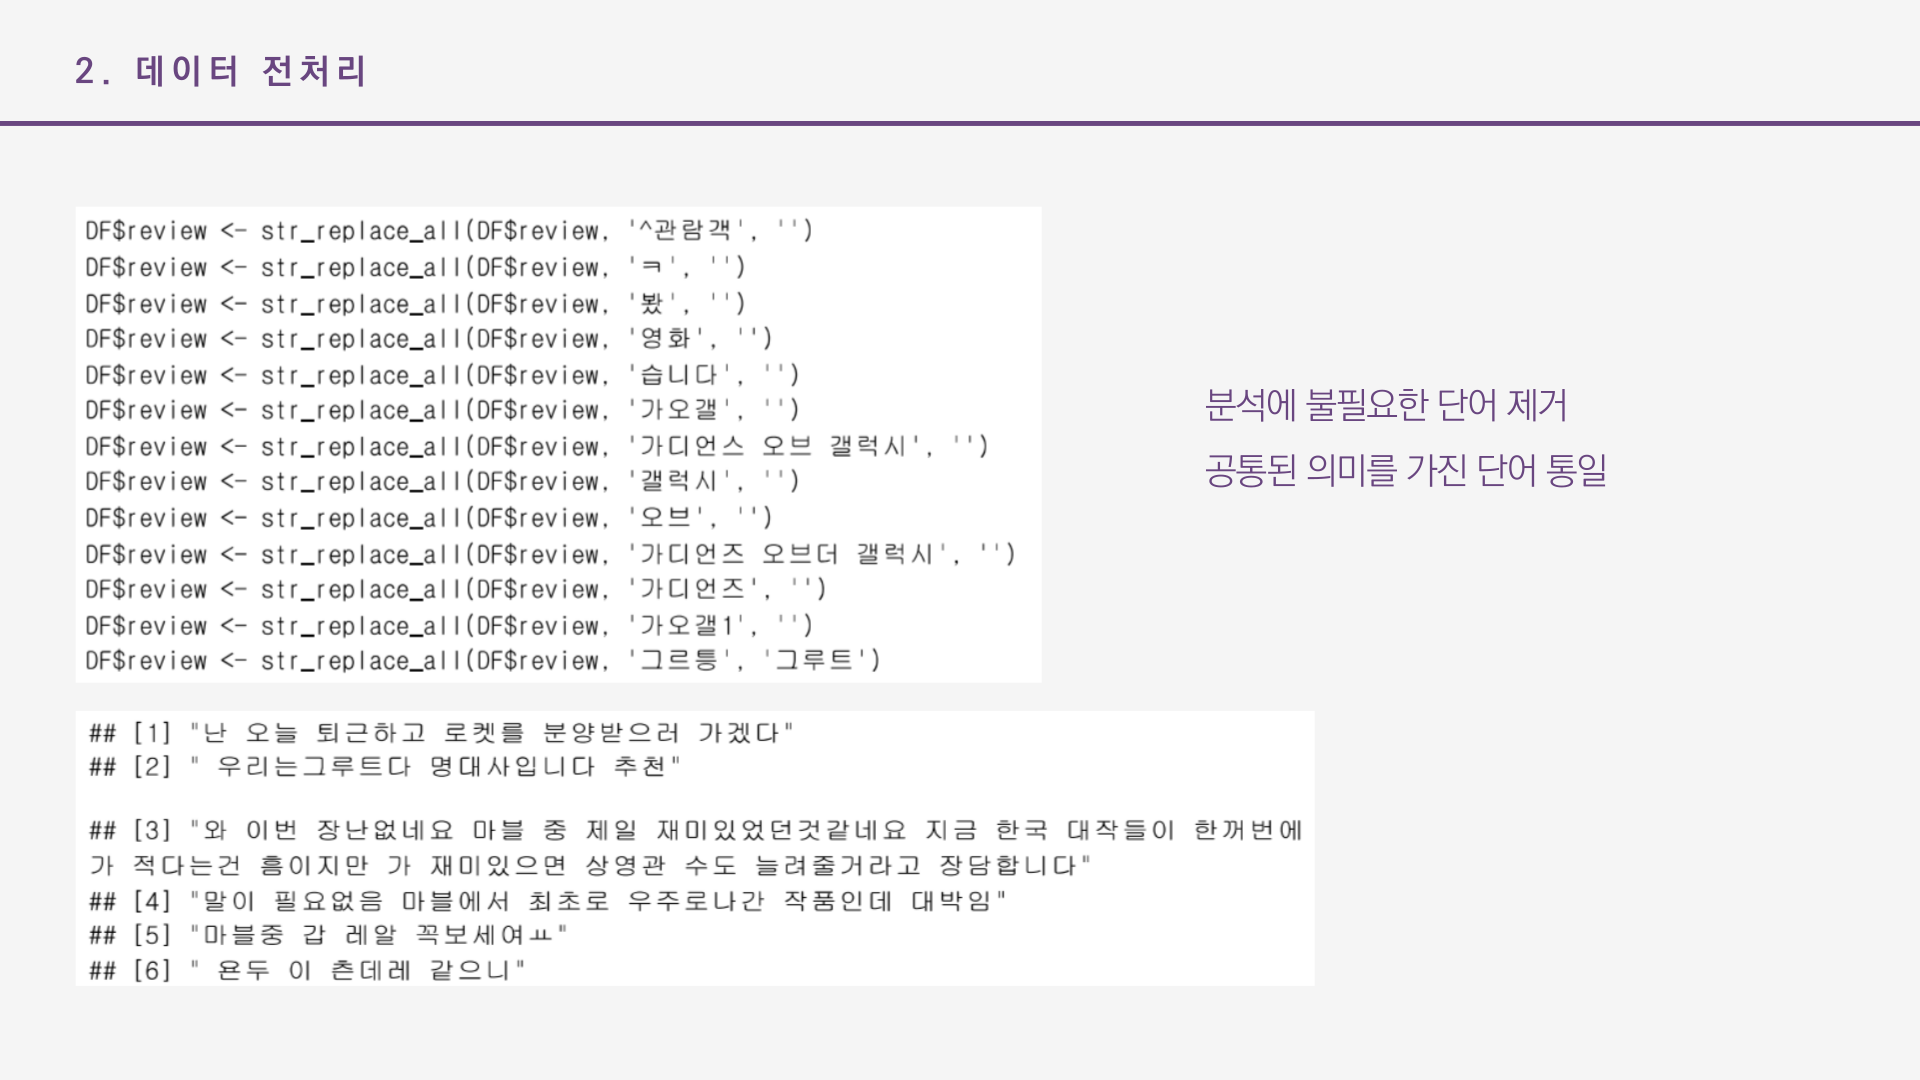 2. 데이터 전처리
DF$review <- str_replace_all(DF$review, '^관람객', '')
DF$review <- str_replace_all(DF$review, 'ㅋ', '')
DF$review <- str_replace_all(DF$review, '봤', '')
DF$review <- str_replace_all(DF$review, '영화', '')
DF$review <- str_replace_all(DF$review, '습니다', '')
DF$review <- str_replace_all(DF$review, '가오갤', '')
DF$review <- str_replace_all(DF$review, '가디언스 오브 갤럭시', '')
DF$review <- str_replace_all(DF$review, '갤럭시', '')
DF$review <- str_replace_all(DF$review, '오브', '')
DF$review <- str_replace_all(DF$review, '가디언즈 오브더 갤럭시', '')
DF$review <- str_replace_all(DF$review, '가디언즈', '')
DF$review <- str_replace_all(DF$review, '가오갤1', '')
DF$review <- str_replace_all(DF$review, '그르틍', '그루트')
분석에 불필요한 단어 제거
공통된 의미를 가진 단어 통일
## [1] "난 오늘 퇴근하고 로켓를 분양받으러 가겠다"
## [2] " 우리는그루트다 명대사입니다 추천"
## [3] "와 이번 장난없네요 마블 중 제일 재미있었던것같네요 지금 한국 대작들이 한꺼번에
가 적다는건 흠이지만 가 재미있으면 상영관 수도 늘려줄거라고 장담합니다"
## [4] "말이 필요없음 마블에서 최초로 우주로나간 작품인데 대박임"
## [5] "마블중 갑 레알 꼭보세여ㅛ"
## [6] " 욘두 이 츤데레 같으니"